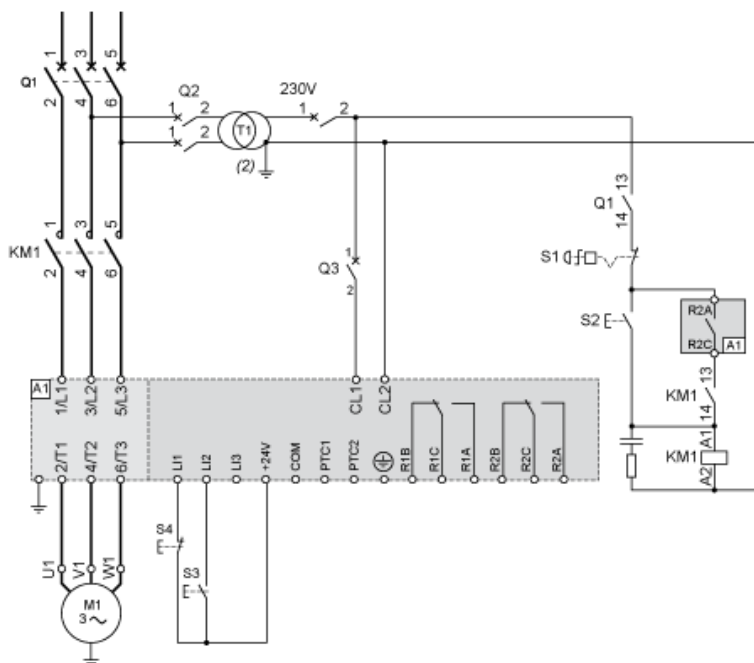 1 3 5
Q1
2 4 6
Q2
1 2
1 2
T1
(2)
230V
1 2
1 3 5
KM1
2 4 6
Q3
1
2
13
Q1
14
S1
S2
R2A
R2C
A1
13
KM1
14
A1
KM1
A2
A1
1/L1 3/L2 5/L3
CL1 CL2
2/T1 4/T2 6/T3
LI1 LI2 LI3 +24V COM PTC1 PTC2 R1B R1C R1A R2B R2C R2A
S4
S3
U1 V1 W1
M1
3